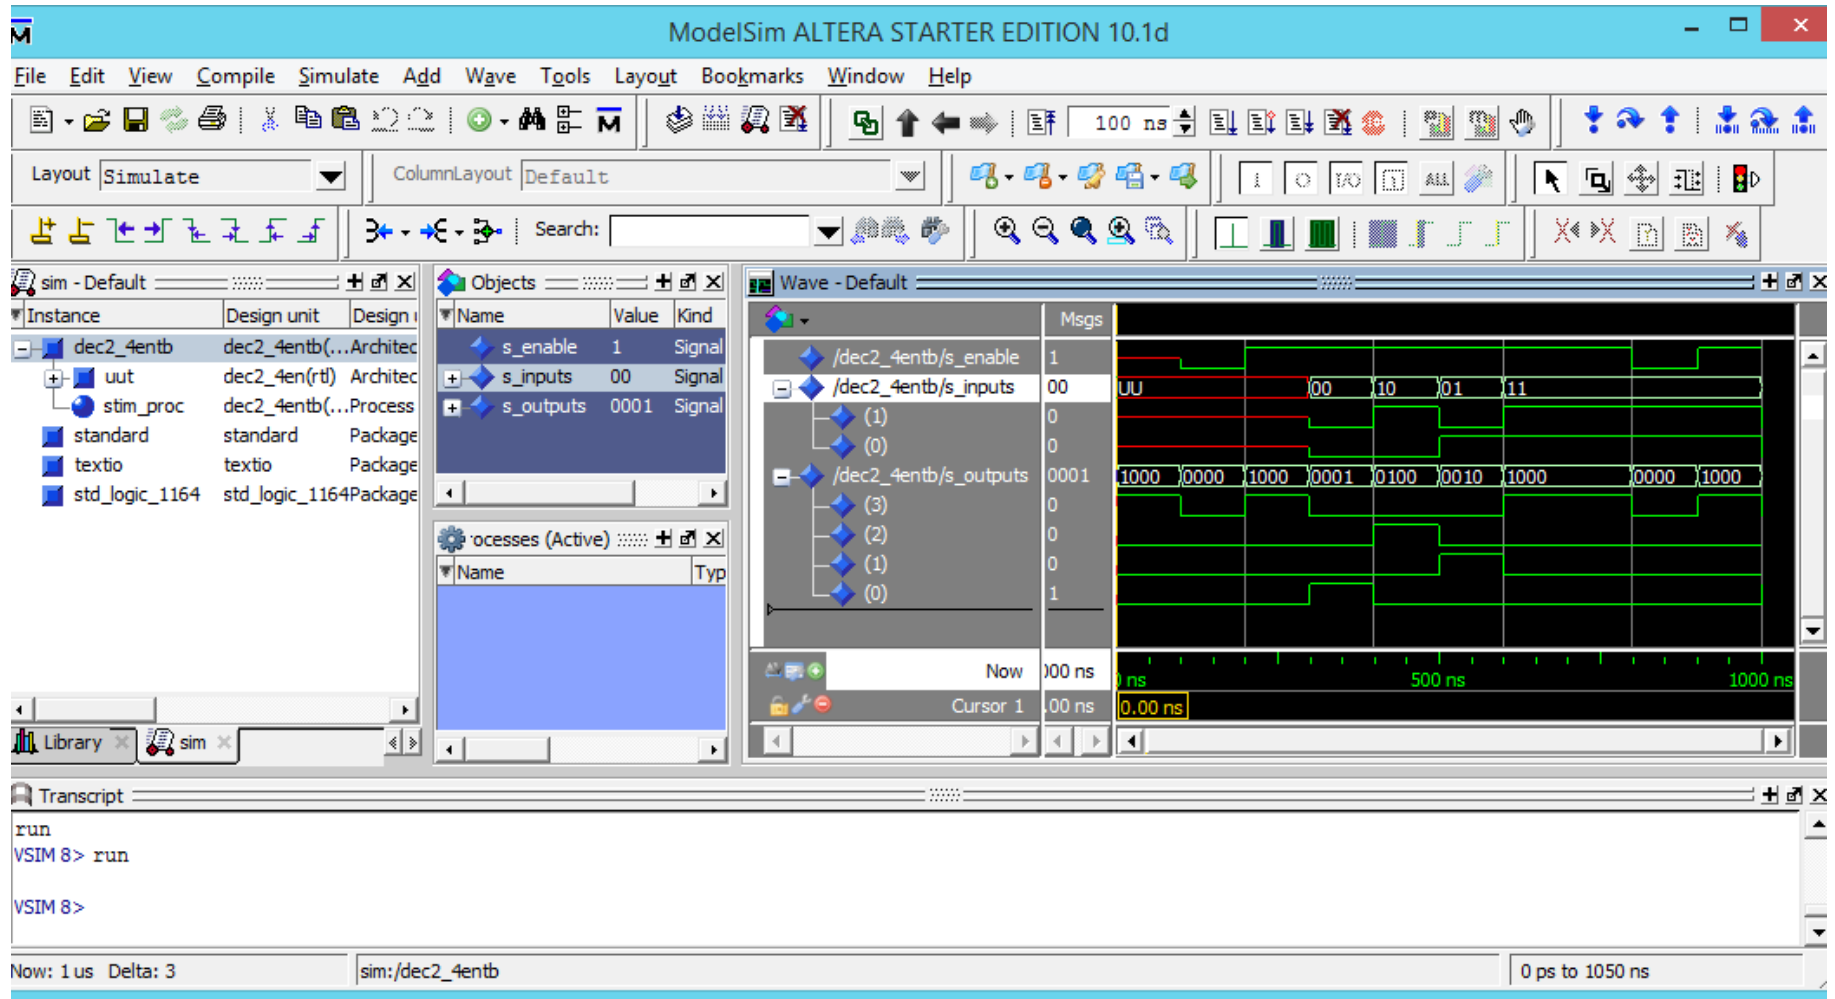 ModelSim ALTERA STARTER EDITION 10.1d
File Edit View Compile Simulate Add Wave Tools Layout Bookmarks Window Help
100 ns
Layout Simulate ColumnLayout Default
ALL
Search:
sim - Default
Instance Design unit Design
dec2_4entb dec2_4entb(... Architec
uut dec2_4en(rtl) Architec
stim_proc dec2_4entb(... Process
standard standard Package
textio textio Package
std_logic_1164 std_logic_1164 Package
Library sim
Objects
Name Value Kind
s_enable 1 Signal
s_inputs 00 Signal
s_outputs 0001 Signal
ocesses (Active)
Name Typ
Wave - Default
Msgs
/dec2_4entb/s_enable 1
/dec2_4entb/s_inputs 00 UU 00 10 01 11
(1) 0
(0) 0
/dec2_4entb/s_outputs 0001 1000 0000 1000 0001 0100 0010 1000 0000 1000
(3) 0
(2) 0
(1) 0
(0) 1
Now 000 ns ns 500 ns 1000 ns
Cursor 1 .00 ns 0.00 ns
Transcript
run
VSIM 8> run
VSIM 8>
Now: 1 us Delta: 3 sim:/dec2_4entb 0 ps to 1050 ns